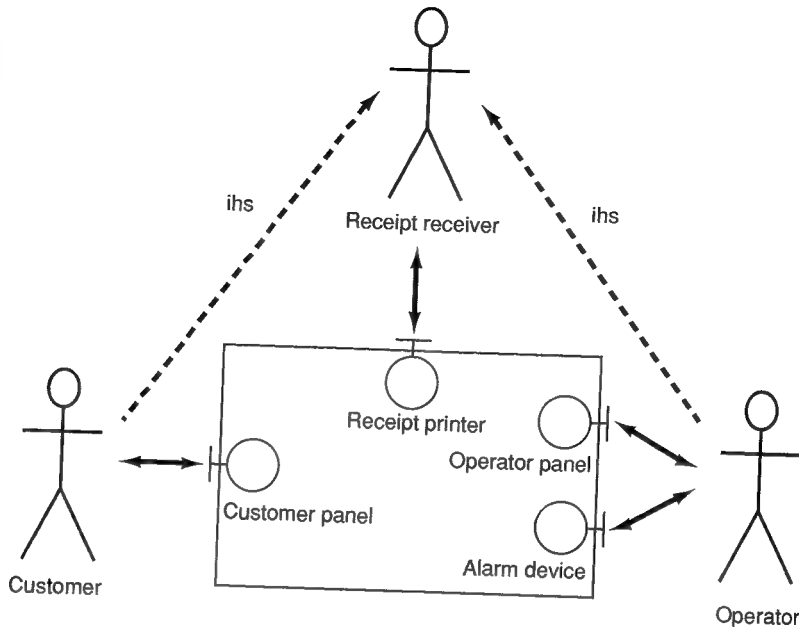 ihs
ihs
Receipt receiver
Receipt printer
Operator panel
Customer panel
Alarm device
Customer
Operator